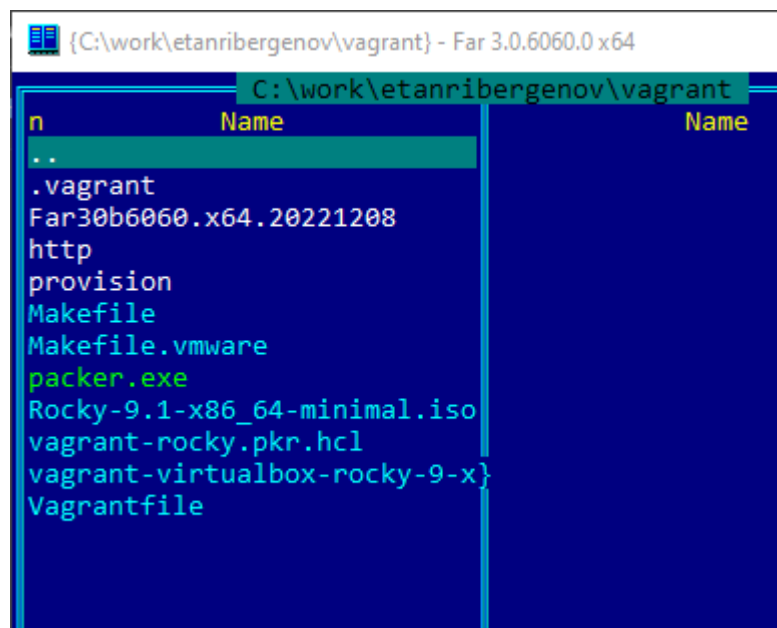 {C:\work\etanribergenov\vagrant} - Far 3.0.6060.0 x64
C:\work\etanribergenov\vagrant
n Name Name
..
.vagrant
Far30b6060.x64.20221208
http
provision
Makefile
Makefile.vmware
packer.exe
Rocky-9.1-x86_64-minimal.iso
vagrant-rocky.pkr.hcl
vagrant-virtualbox-rocky-9-x}
Vagrantfile